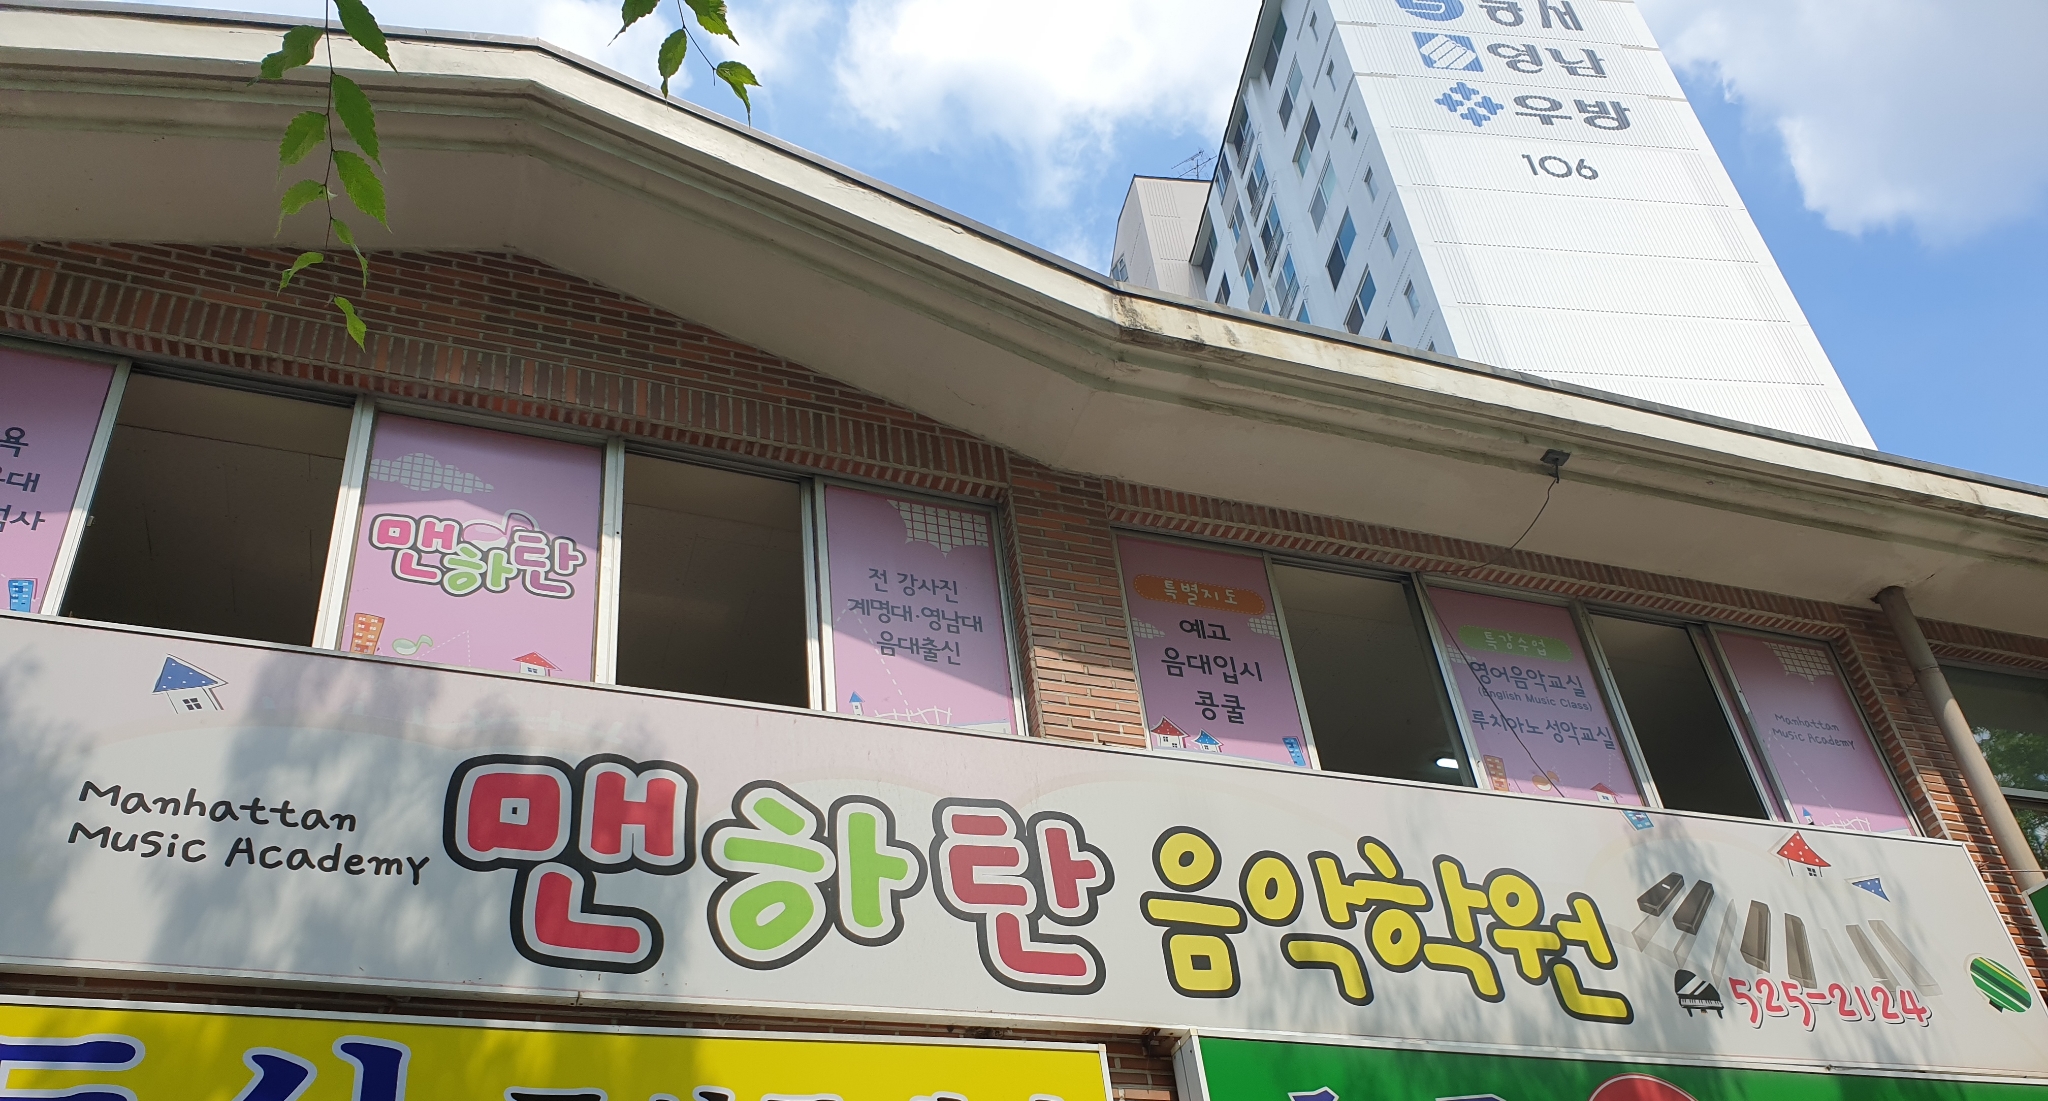 영남
우방
106
맨하탄
전 강사진
계명대·영남대
음대출신
특별지도
예고
음대입시
콩쿨
특강수업
영어음악교실
(English Music Class)
루치아노 성악교실
Manhattan
Music Academy
Manhattan
Music Academy
맨하탄 음악학원
525-2124